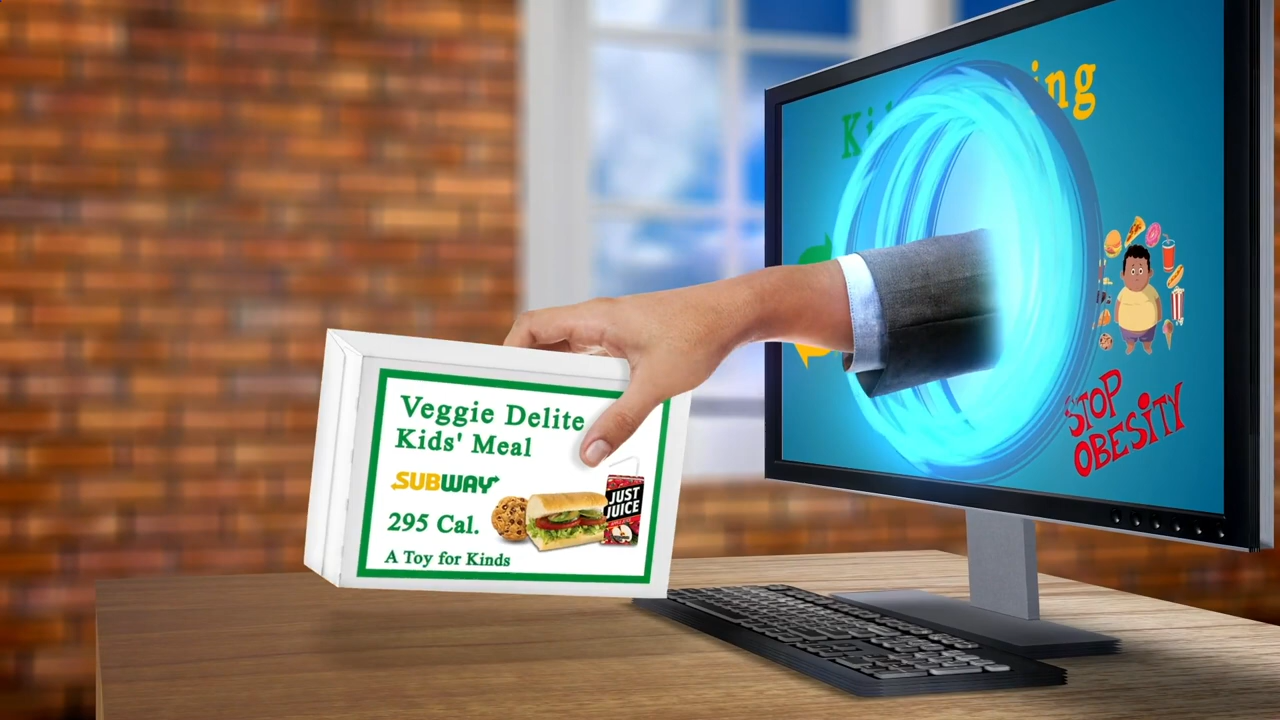 Veggie Delite
Kids' Meal
SUBWAY
295 Cal.
A Toy for Kinds
JUST
JUICE
STOP
OBESITY